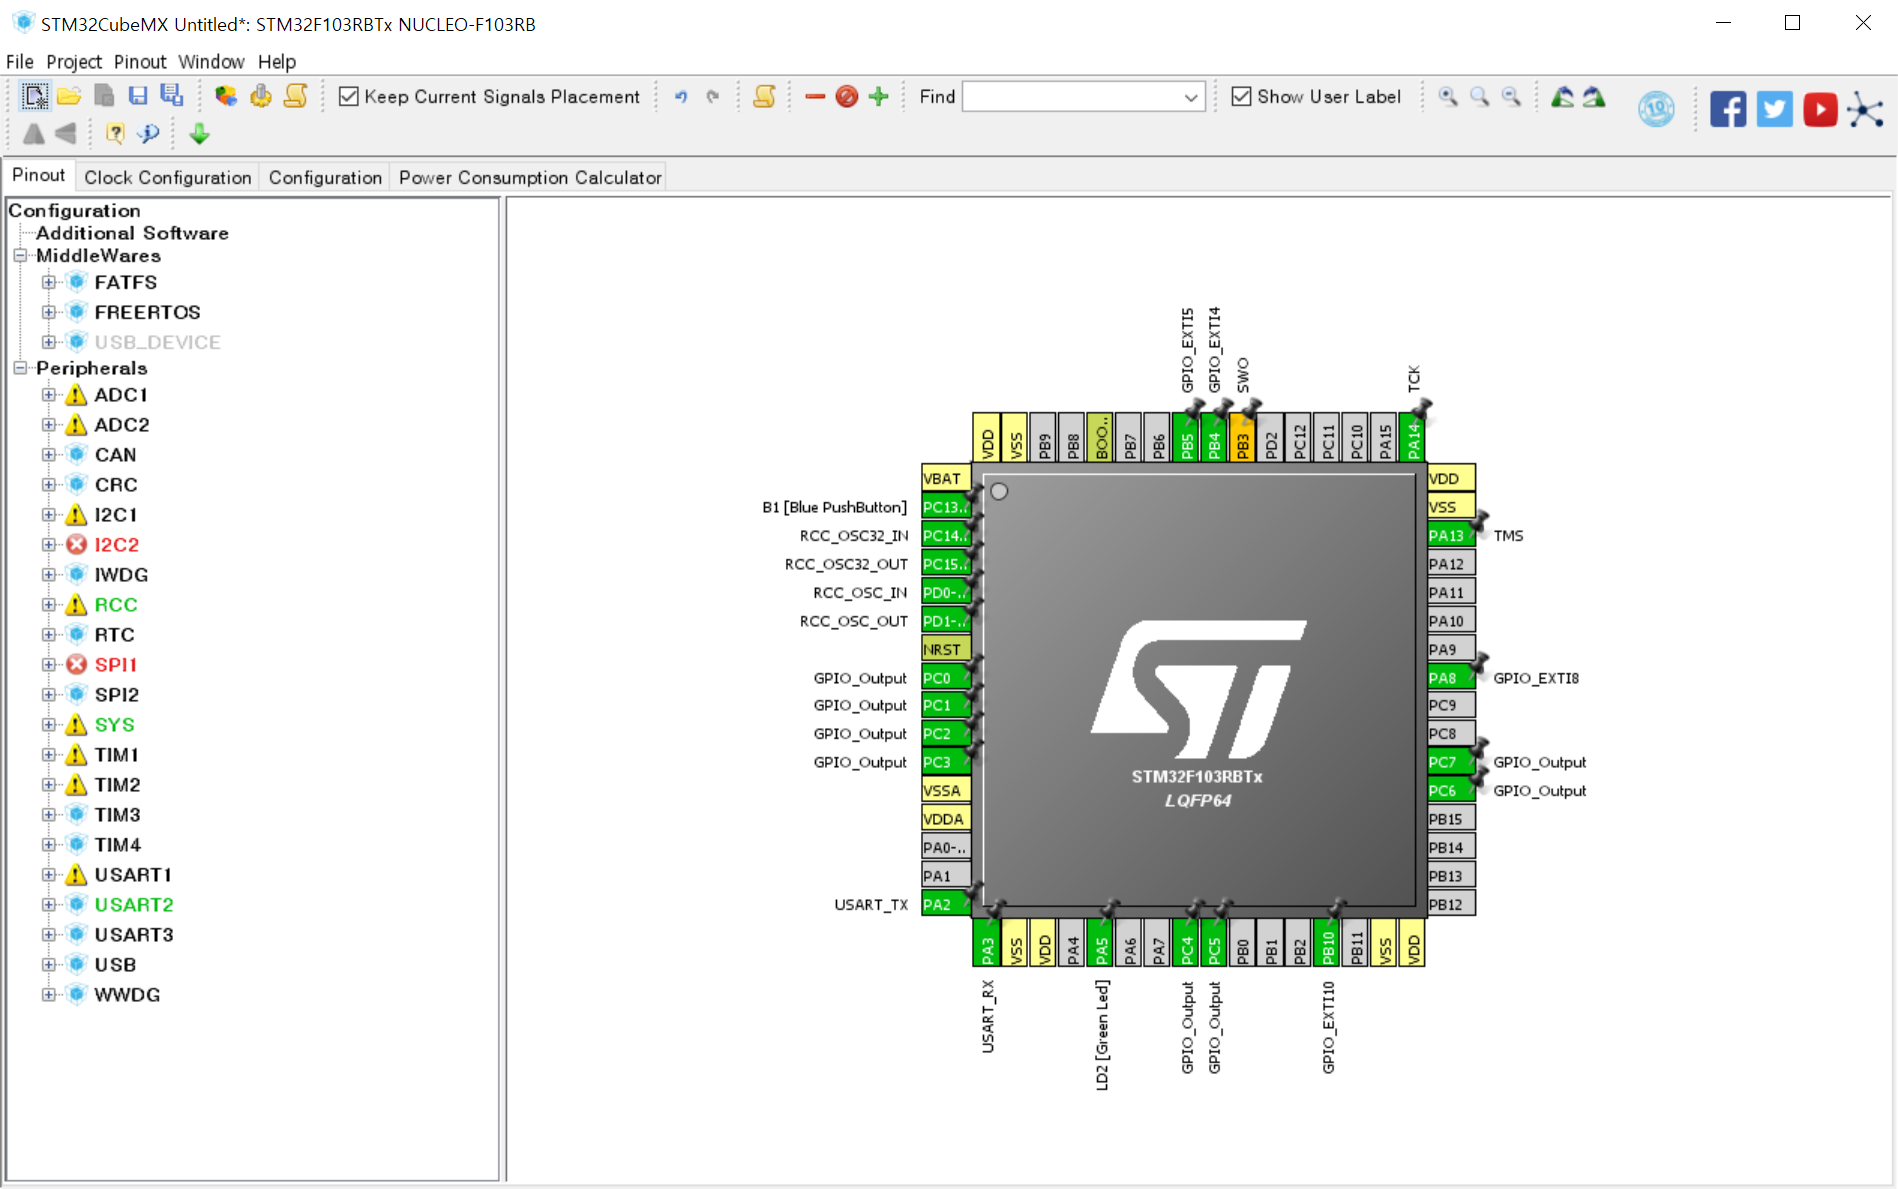 STM32CubeMX Untitled*: STM32F103RBTx NUCLEO-F103RB
File Project Pinout Window Help
Keep Current Signals Placement
Find
Show User Label
10
Pinout
Clock Configuration
Configuration
Power Consumption Calculator
Configuration
Additional Software
MiddleWares
FATFS
FREERTOS
USB_DEVICE
Peripherals
ADC1
ADC2
CAN
CRC
I2C1
I2C2
IWDG
RCC
RTC
SPI1
SPI2
SYS
TIM1
TIM2
TIM3
TIM4
USART1
USART2
USART3
USB
WWDG
GPIO_EXTI5
GPIO_EXTI4
SWO
TCK
VDD
VSS
PB9
PB8
BOO..
PB7
PB6
PB5
PB4
PB3
PD2
PC12
PC11
PC10
PA15
PA14
VBAT
B1 [Blue PushButton] PC13..
RCC_OSC32_IN PC14..
RCC_OSC32_OUT PC15..
RCC_OSC_IN PD0-..
RCC_OSC_OUT PD1-..
NRST
GPIO_Output PC0
GPIO_Output PC1
GPIO_Output PC2
GPIO_Output PC3
VSSA
VDDA
PA0-..
PA1
USART_TX PA2
ST
STM32F103RBTx
LQFP64
VDD
VSS
PA13 TMS
PA12
PA11
PA10
PA9
PA8 GPIO_EXTI8
PC9
PC8
PC7 GPIO_Output
PC6 GPIO_Output
PB15
PB14
PB13
PB12
PA3
VSS
VDD
PA4
PA5
PA6
PA7
PC4
PC5
PB0
PB1
PB2
PB10
PB11
VSS
VDD
USART_RX
LD2 [Green Led]
GPIO_Output
GPIO_Output
GPIO_EXTI10